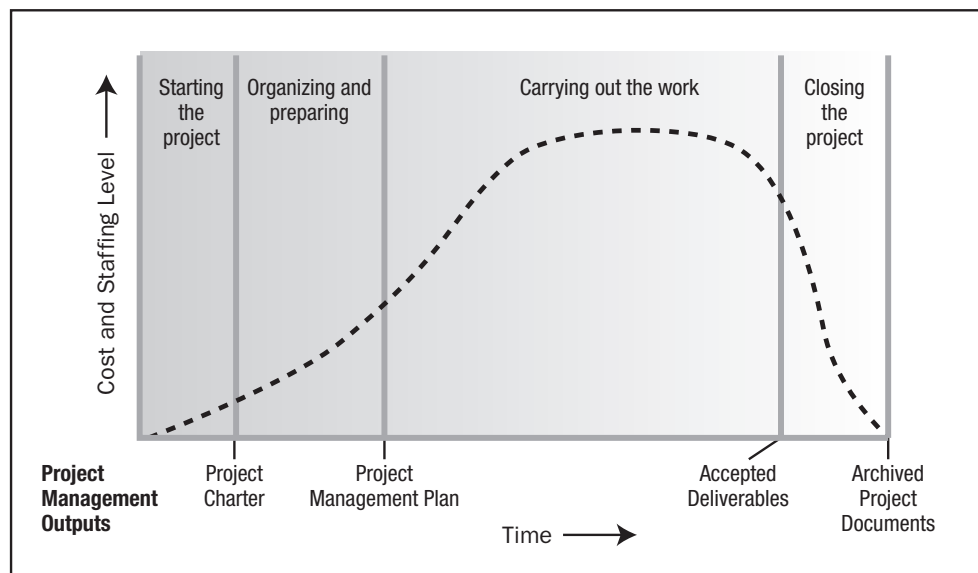 Cost and Staffing Level
Starting
the
project
Organizing and
preparing
Carrying out the work
Closing
the
project
Project
Management
Outputs
Project
Charter
Project
Management Plan
Accepted
Deliverables
Archived
Project
Documents
Time